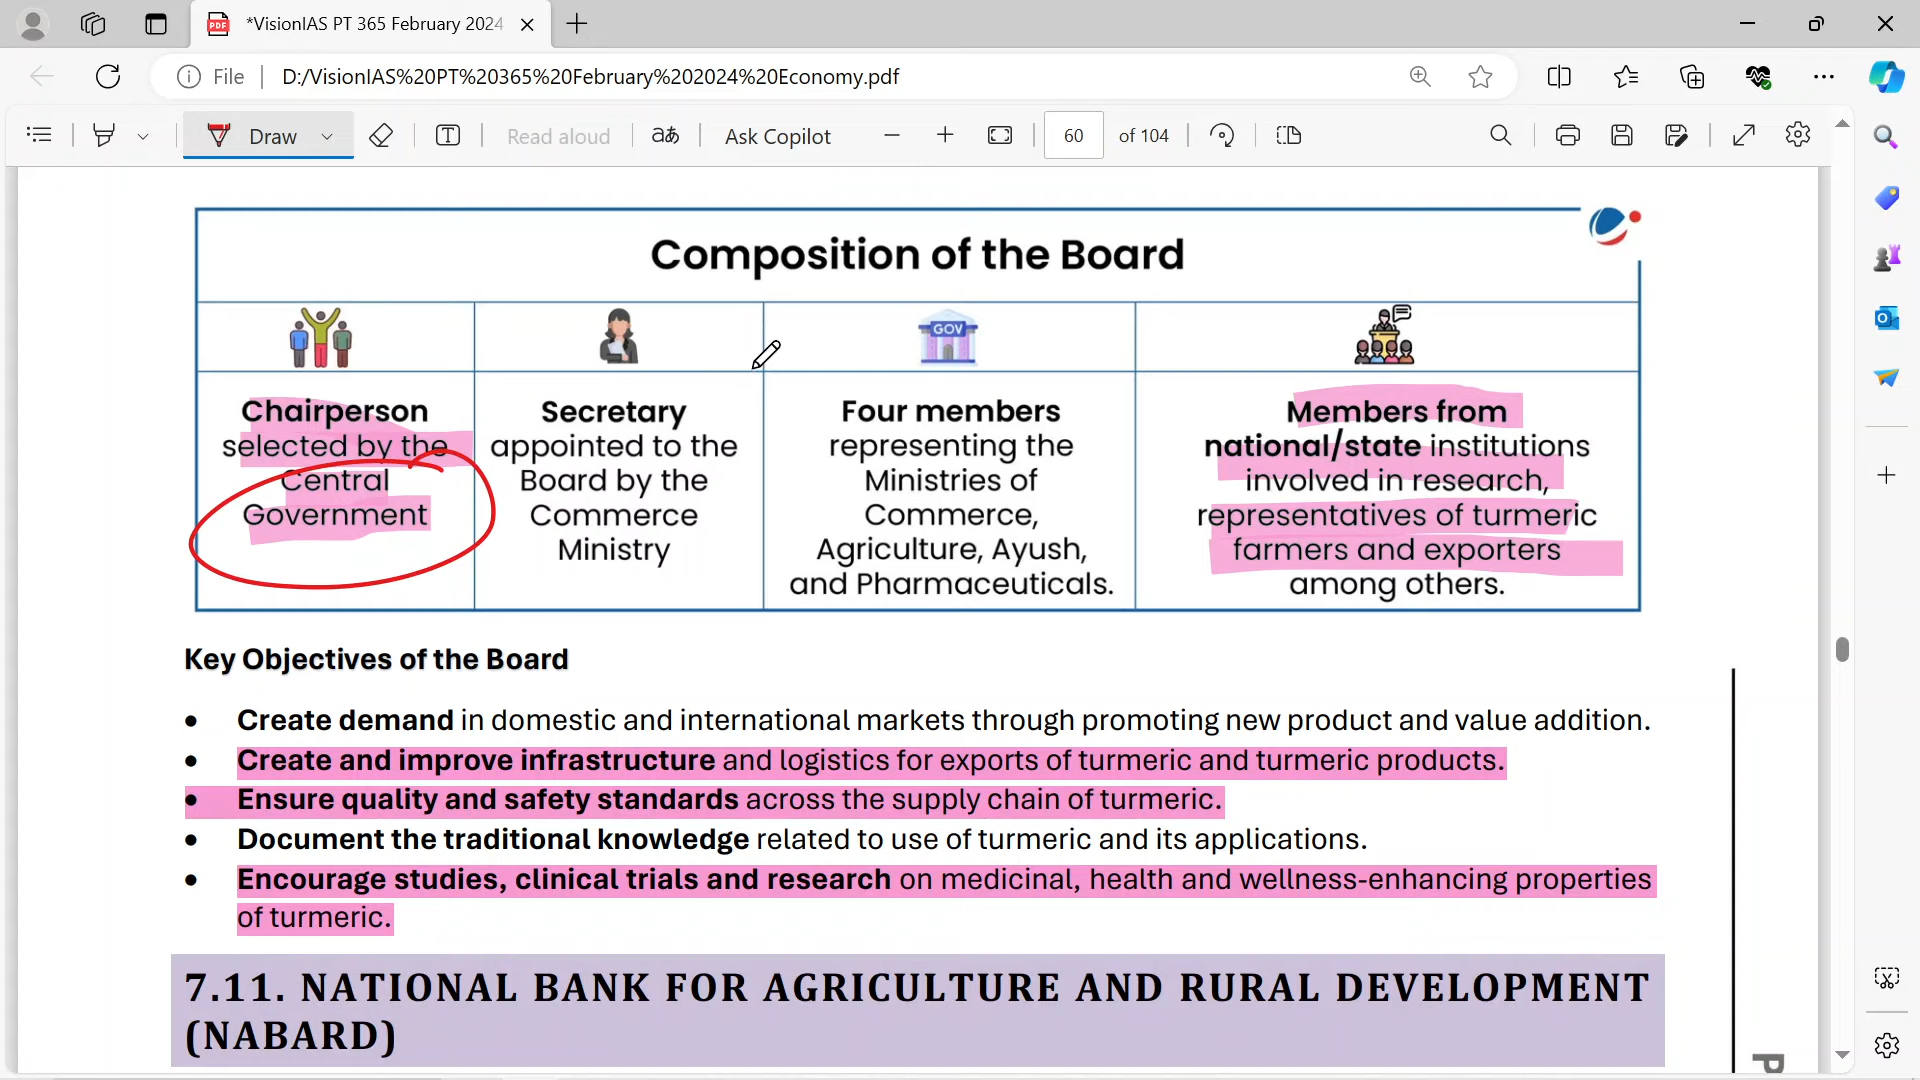 *VisionIAS PT 365 February 2024
File
D:/VisionIAS%20PT%20365%20February%202024%20Economy.pdf
Draw
Read aloud
aあ
Ask Copilot
60
of 104
Composition of the Board
GOV
Chairperson
selected by the
Central
Government
Secretary
appointed to the
Board by the
Commerce
Ministry
Four members
representing the
Ministries of
Commerce,
Agriculture, Ayush,
and Pharmaceuticals.
Members from
national/state institutions
involved in research,
representatives of turmeric
farmers and exporters
among others.
Key Objectives of the Board
• Create demand in domestic and international markets through promoting new product and value addition.
• Create and improve infrastructure and logistics for exports of turmeric and turmeric products.
• Ensure quality and safety standards across the supply chain of turmeric.
• Document the traditional knowledge related to use of turmeric and its applications.
• Encourage studies, clinical trials and research on medicinal, health and wellness-enhancing properties
of turmeric.
7.11. NATIONAL BANK FOR AGRICULTURE AND RURAL DEVELOPMENT
(NABARD)
P